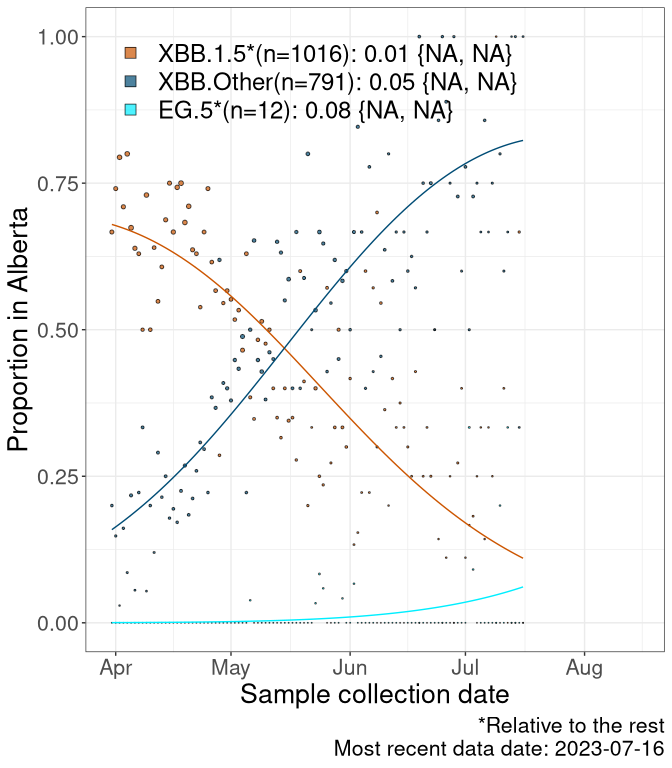 XBB.1.5*(n=1016): 0.01 {NA, NA}
XBB.Other(n=791): 0.05 {NA, NA}
EG.5*(n=12): 0.08 {NA, NA}
1.00
0.75
0.50
0.25
0.00
Proportion in Alberta
Apr May Jun Jul Aug
Sample collection date
*Relative to the rest
Most recent data date: 2023-07-16